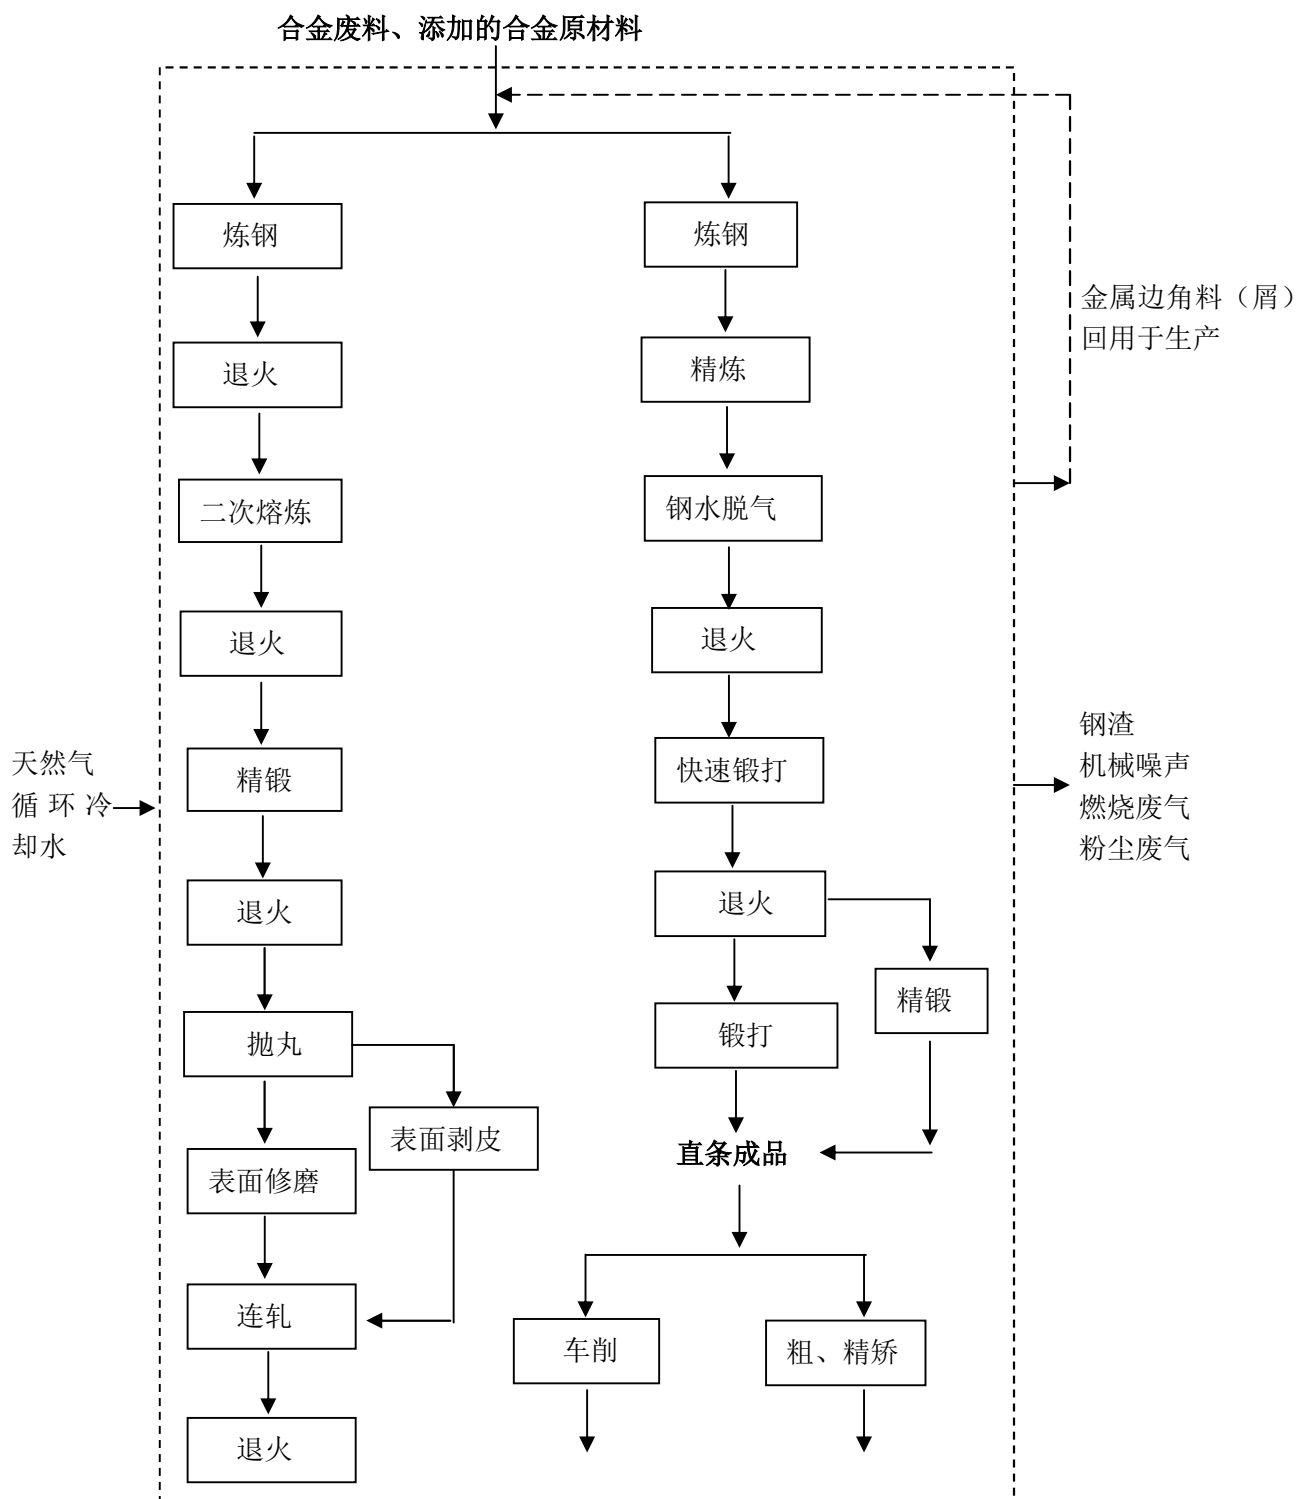 合金废料、添加的合金原材料
炼钢
退火
二次熔炼
退火
精锻
退火
抛丸
表面剥皮
表面修磨
连轧
退火
炼钢
精炼
钢水脱气
退火
快速锻打
退火
精锻
锻打
直条成品
车削
粗、精矫
天然气
循 环 冷
却水
金属边角料（屑）
回用于生产
钢渣
机械噪声
燃烧废气
粉尘废气